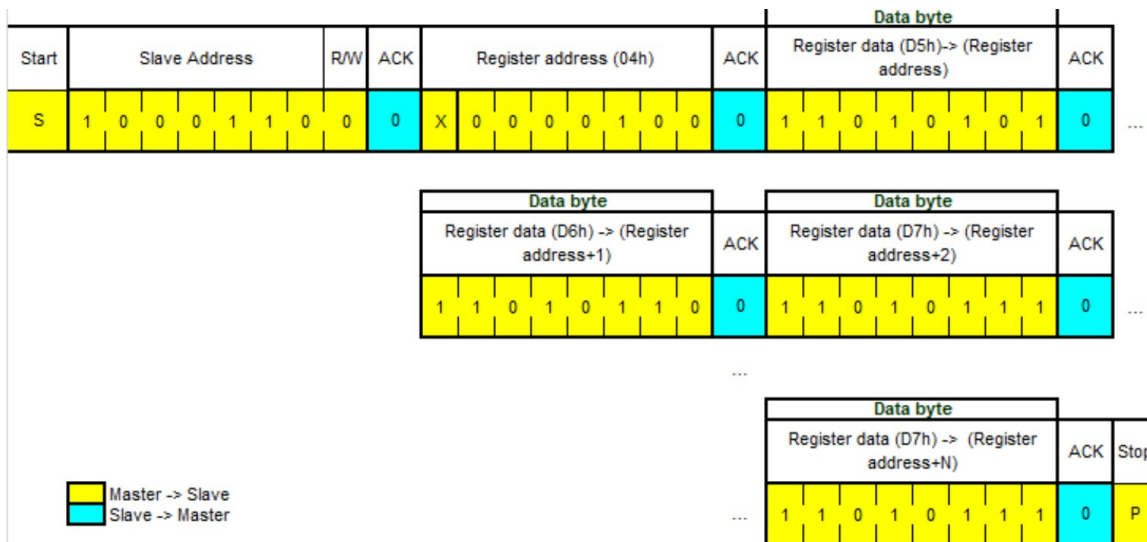 Data byte
Start Slave Address R/W ACK Register address (04h) ACK Register data (D5h)-> (Register ACK
address)
S 1 0 0 0 1 1 0 0 0 X 0 0 0 0 1 0 0 0 1 1 0 1 0 1 0 1 0 ...
Data byte Data byte
Register data (D6h) -> (Register ACK Register data (D7h) -> (Register ACK
address+1) address+2)
1 1 0 1 0 1 1 0 0 1 1 0 1 0 1 1 1 0 ...
...
Data byte
Register data (D7h) -> (Register ACK Stop
address+N)
Master -> Slave
Slave -> Master
... 1 1 0 1 0 1 1 1 0 P